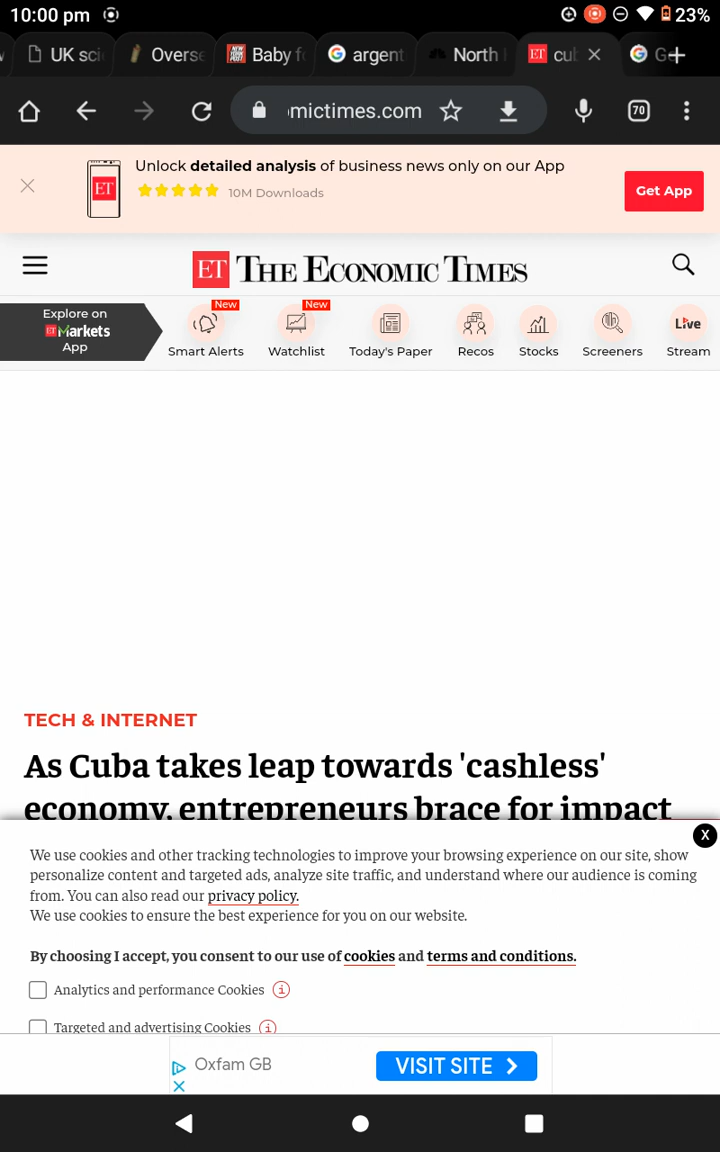 10:00 pm 23%
UK sci Overse Baby f argent North cu G
mictimes.com 70
Unlock detailed analysis of business news only on our App
ET 10M Downloads Get App
ET THE ECONOMIC TIMES
Explore on
ET Markets
App
New New
Smart Alerts Watchlist Today's Paper Recos Stocks Screeners Live Stream
TECH & INTERNET
As Cuba takes leap towards 'cashless'
economy, entrepreneurs brace for impact
X
We use cookies and other tracking technologies to improve your browsing experience on our site, show
personalize content and targeted ads, analyze site traffic, and understand where our audience is coming
from. You can also read our privacy policy.
We use cookies to ensure the best experience for you on our website.
By choosing I accept, you consent to our use of cookies and terms and conditions.
Analytics and performance Cookies i
Targeted and advertising Cookies i
Oxfam GB VISIT SITE